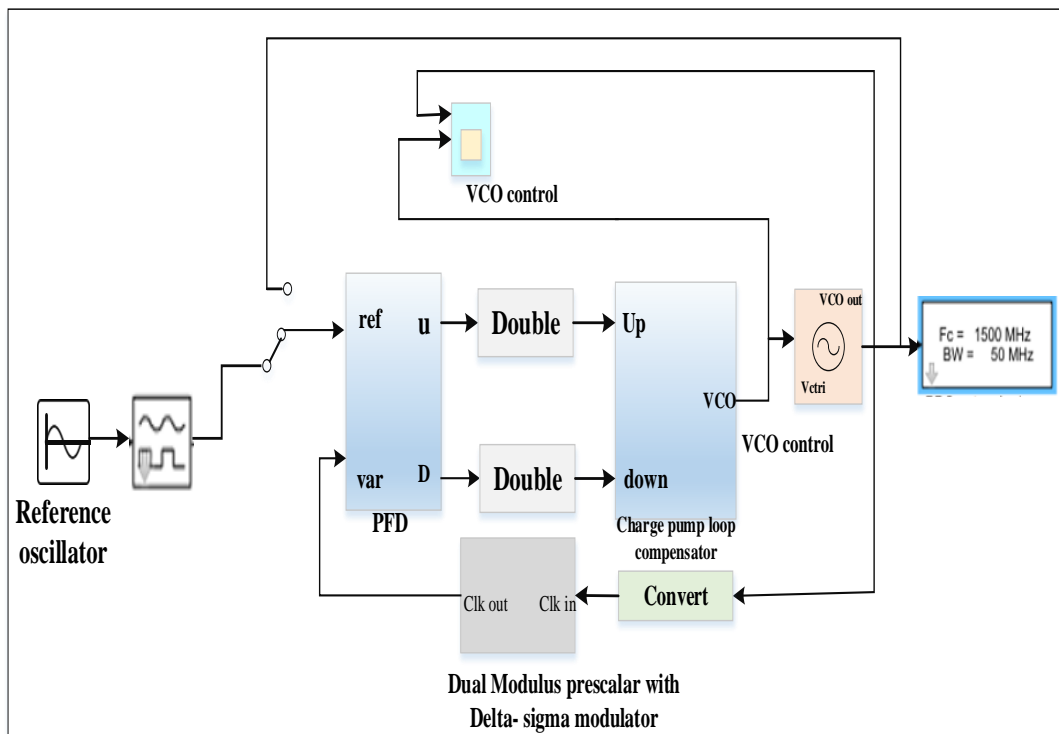 VCO control
VCO out
Vctri
Fc = 1500 MHz
BW = 50 MHz
ref
u
Double
Up
VCO
VCO control
var
D
Double
down
PFD
Reference
oscillator
Charge pump loop
compensator
Clk out
Clk in
Convert
Dual Modulus prescalar with
Delta- sigma modulator